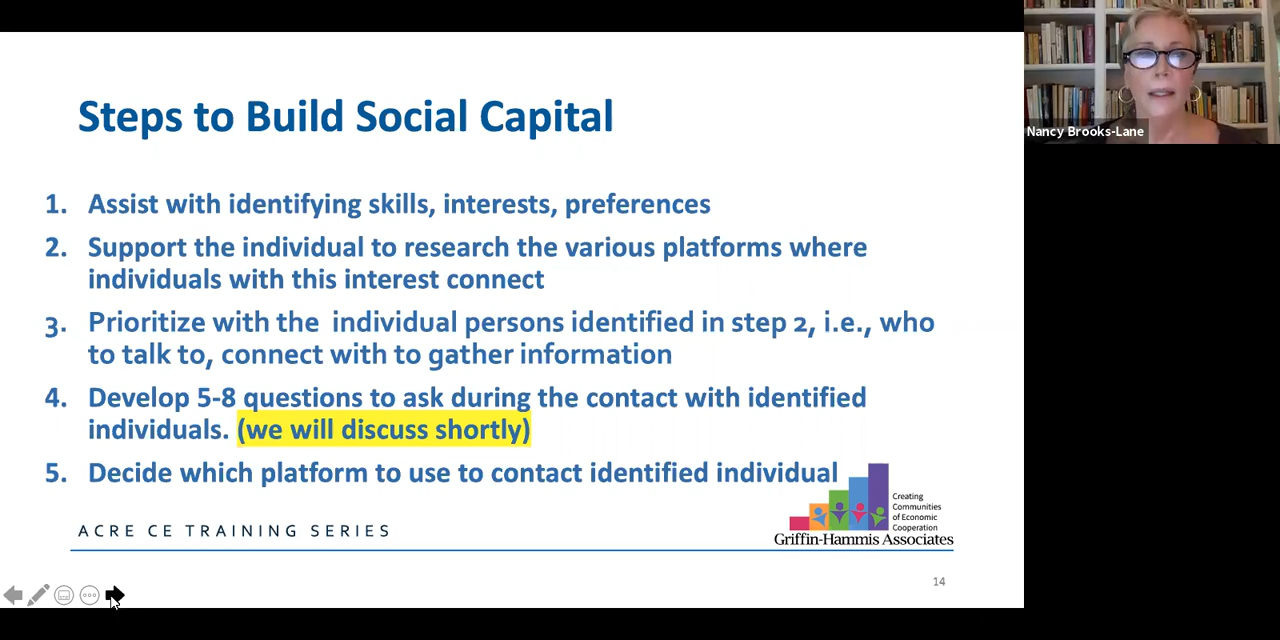 Steps to Build Social Capital
1. Assist with identifying skills, interests, preferences
2. Support the individual to research the various platforms where
individuals with this interest connect
3. Prioritize with the individual persons identified in step 2, i.e., who
to talk to, connect with to gather information
4. Develop 5-8 questions to ask during the contact with identified
individuals. (we will discuss shortly)
5. Decide which platform to use to contact identified individual
ACRE CE TRAINING SERIES
Creating
Communities
of Economic
Cooperation
Griffin-Hammis Associates
14
Nancy Brooks-Lane